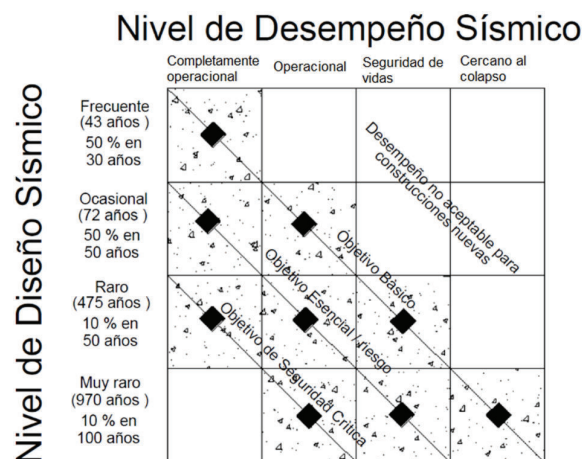 Nivel de Desempeño Sísmico
Completamente
operacional
Operacional
Seguridad de
vidas
Cercano al
colapso
Nivel de Diseño Sísmico
Frecuente
(43 años )
50 % en
30 años
Ocasional
(72 años )
50 % en
50 años
Raro
(475 años )
10 % en
50 años
Muy raro
(970 años )
10 % en
100 años
Desempeño no aceptable para
construcciones nuevas
Objetivo Básico
Objetivo Esencial / riesgo
Objetivo de Seguridad Crítica